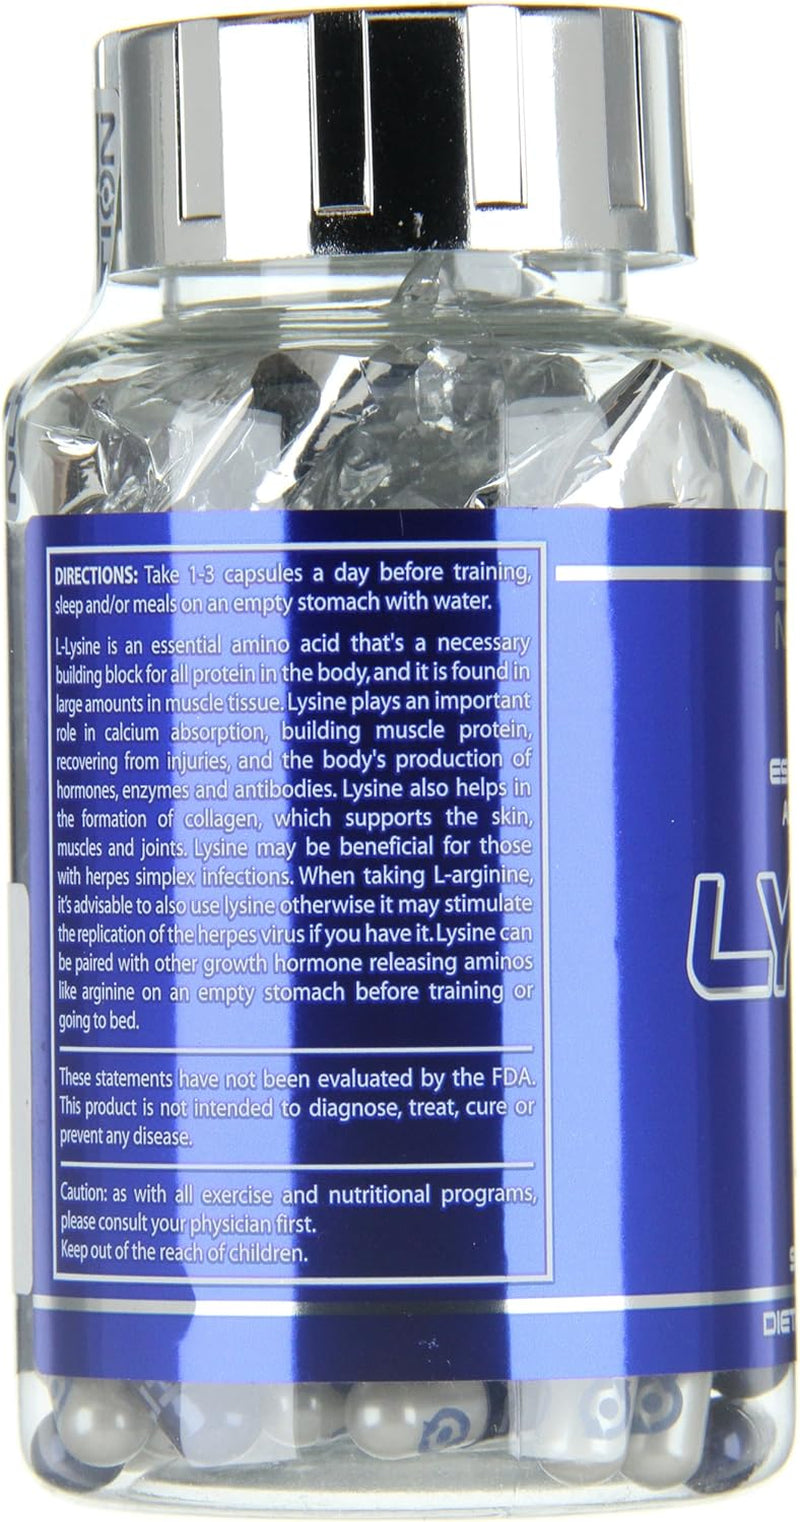 DIRECTIONS: Take 1-3 capsules a day before training,
sleep and/or meals on an empty stomach with water.
L-Lysine is an essential amino acid that's a necessary
building block for all protein in the body, and it is found in
large amounts in muscle tissue. Lysine plays an important
role in calcium absorption, building muscle protein,
recovering from injuries, and the body's production of
hormones, enzymes and antibodies. Lysine also helps in
the formation of collagen, which supports the skin,
muscles and joints. Lysine may be beneficial for those
with herpes simplex infections. When taking L-arginine,
it's advisable to also use lysine otherwise it may stimulate
the replication of the herpes virus if you have it. Lysine can
be paired with other growth hormone releasing aminos
like arginine on an empty stomach before training or
going to bed.
These statements have not been evaluated by the FDA.
This product is not intended to diagnose, treat, cure or
prevent any disease.
Caution: as with all exercise and nutritional programs,
please consult your physician first.
Keep out of the reach of children.
ES
A
LY
S
DIET